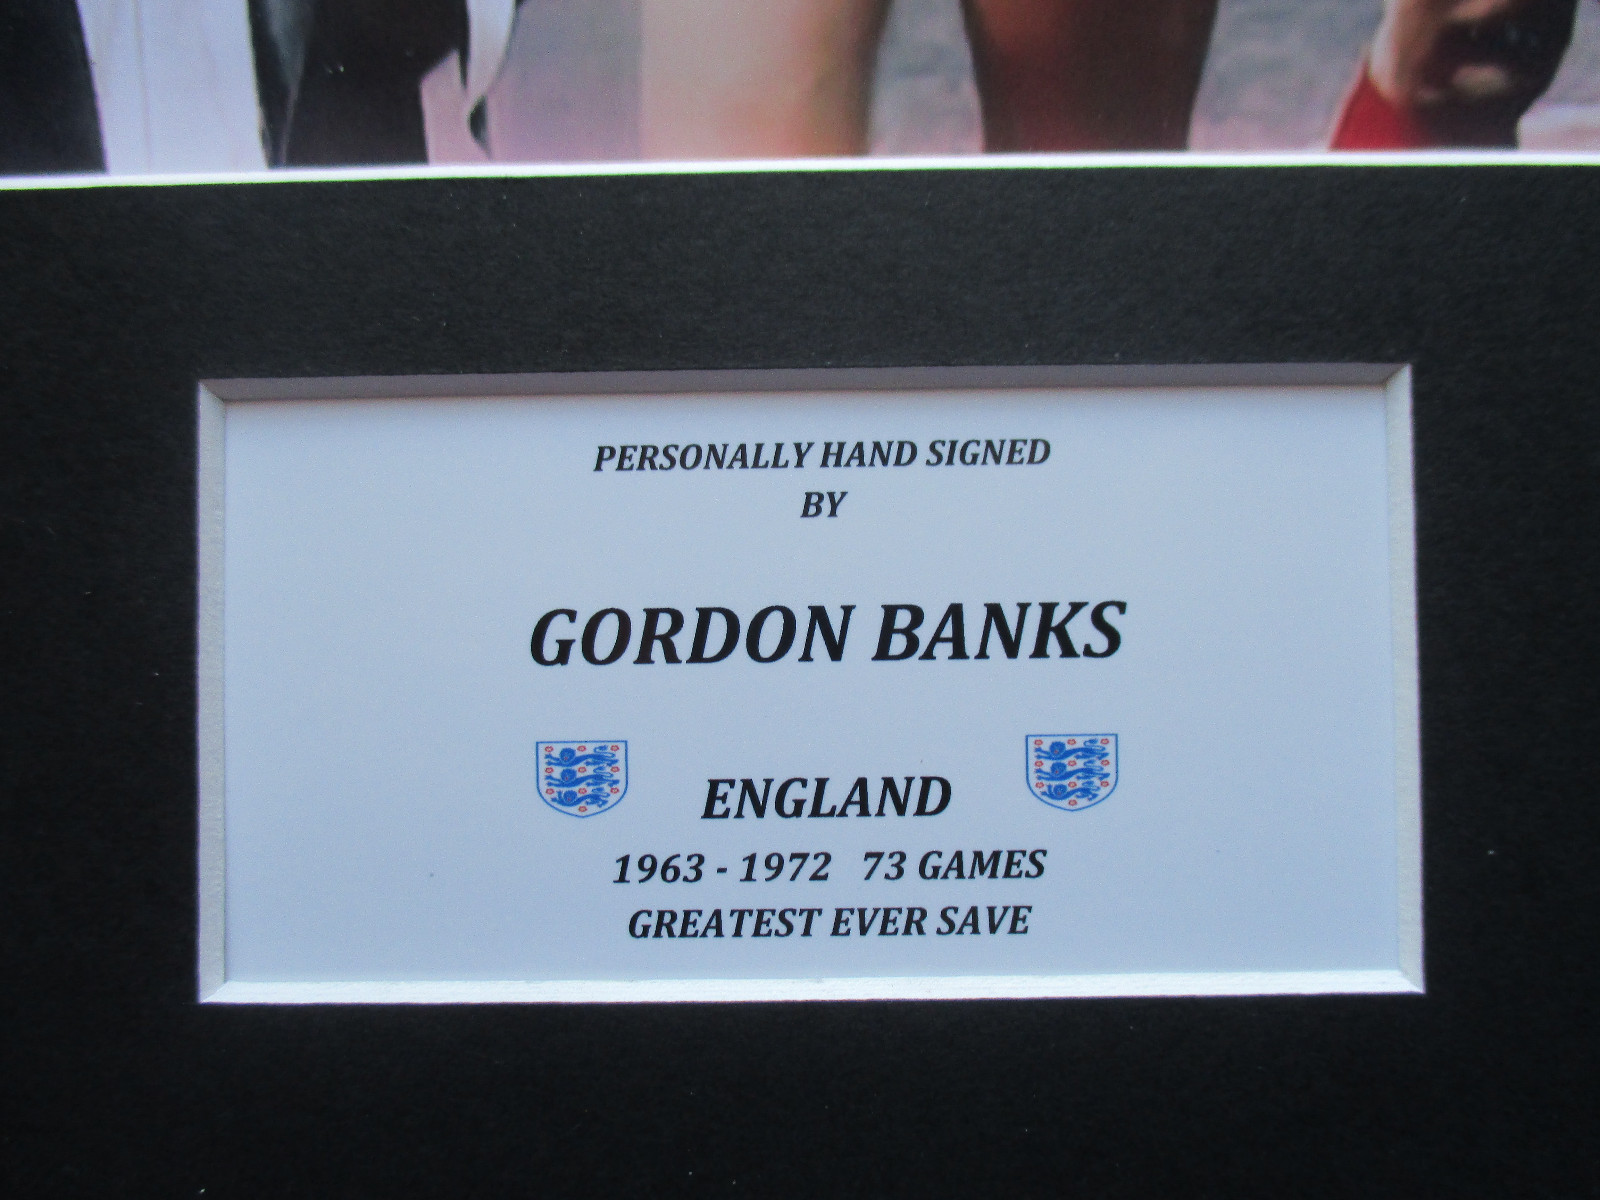 PERSONALLY HAND SIGNED
BY
GORDON BANKS
ENGLAND
1963 - 1972 73 GAMES
GREATEST EVER SAVE